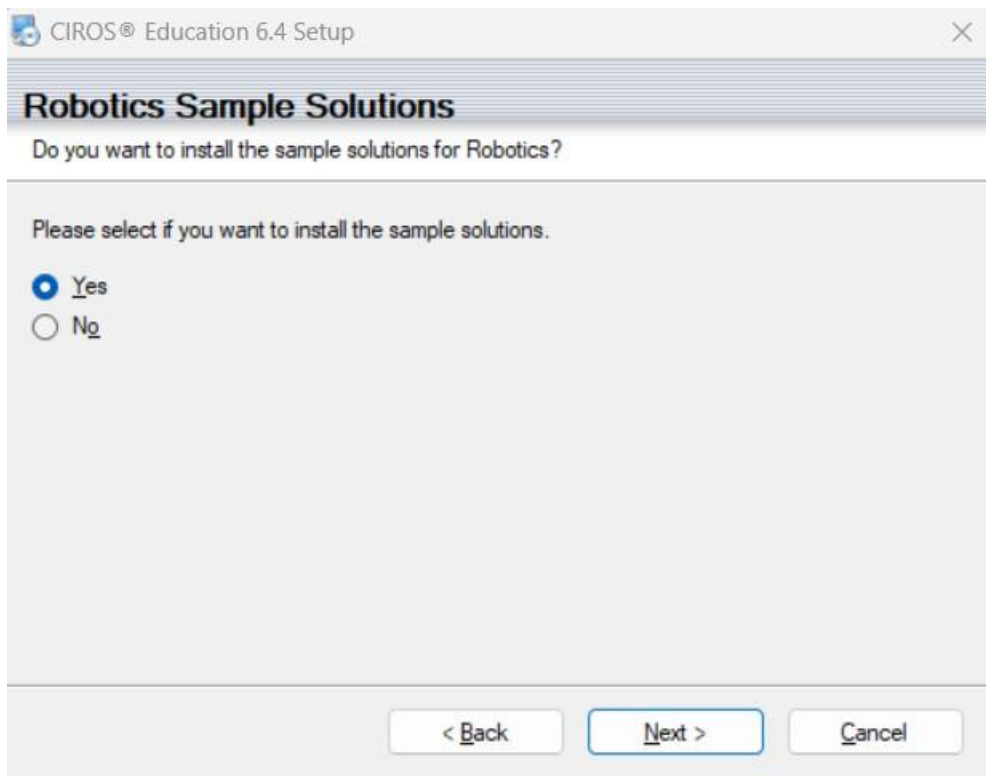 CIROS® Education 6.4 Setup
Robotics Sample Solutions
Do you want to install the sample solutions for Robotics?
Please select if you want to install the sample solutions.
Yes
No
< Back Next > Cancel